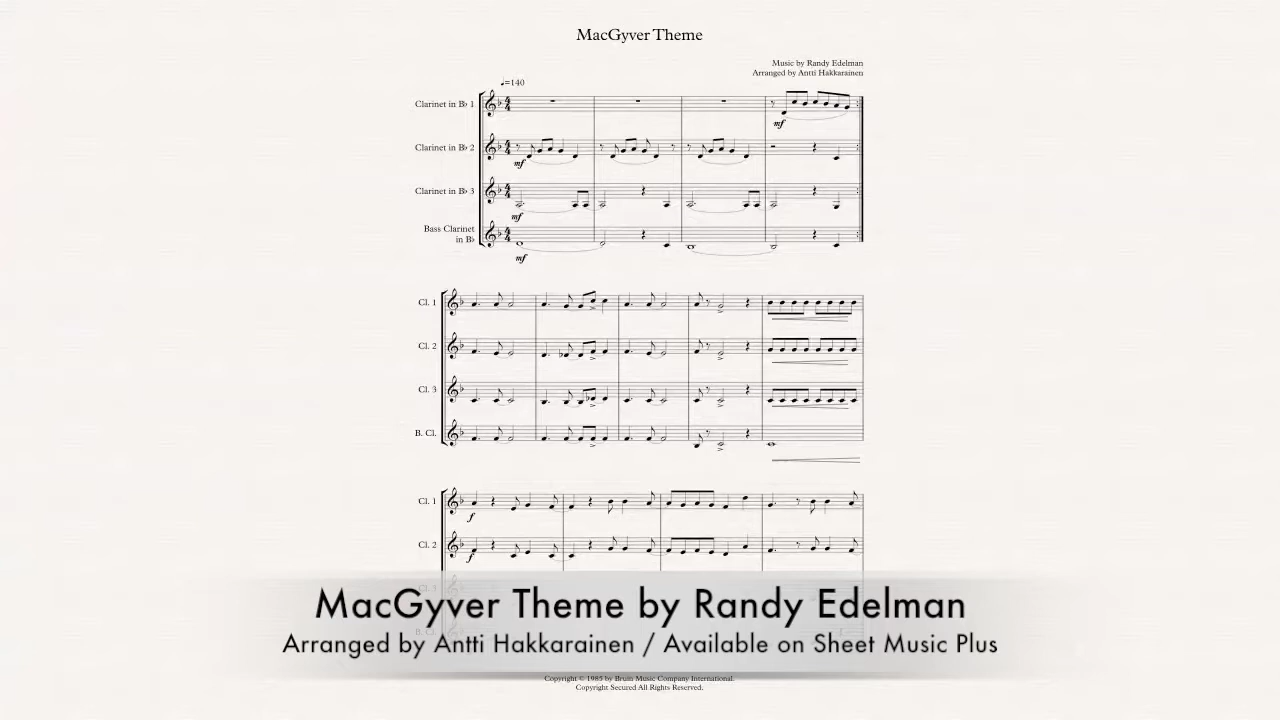 MacGyver Theme
Music by Randy Edelman
Arranged by Antti Hakkarainen
♩=140
Clarinet in B♭ 1
mf
Clarinet in B♭ 2
mf
Clarinet in B♭ 3
mf
Bass Clarinet
in B♭
mf
Cl. 1
Cl. 2
Cl. 3
B. Cl.
Cl. 1
f
Cl. 2
f
Cl. 3
B. Cl.
MacGyver Theme by Randy Edelman
Arranged by Antti Hakkarainen / Available on Sheet Music Plus
Copyright © 1985 by Bruin Music Company International.
Copyright Secured All Rights Reserved.